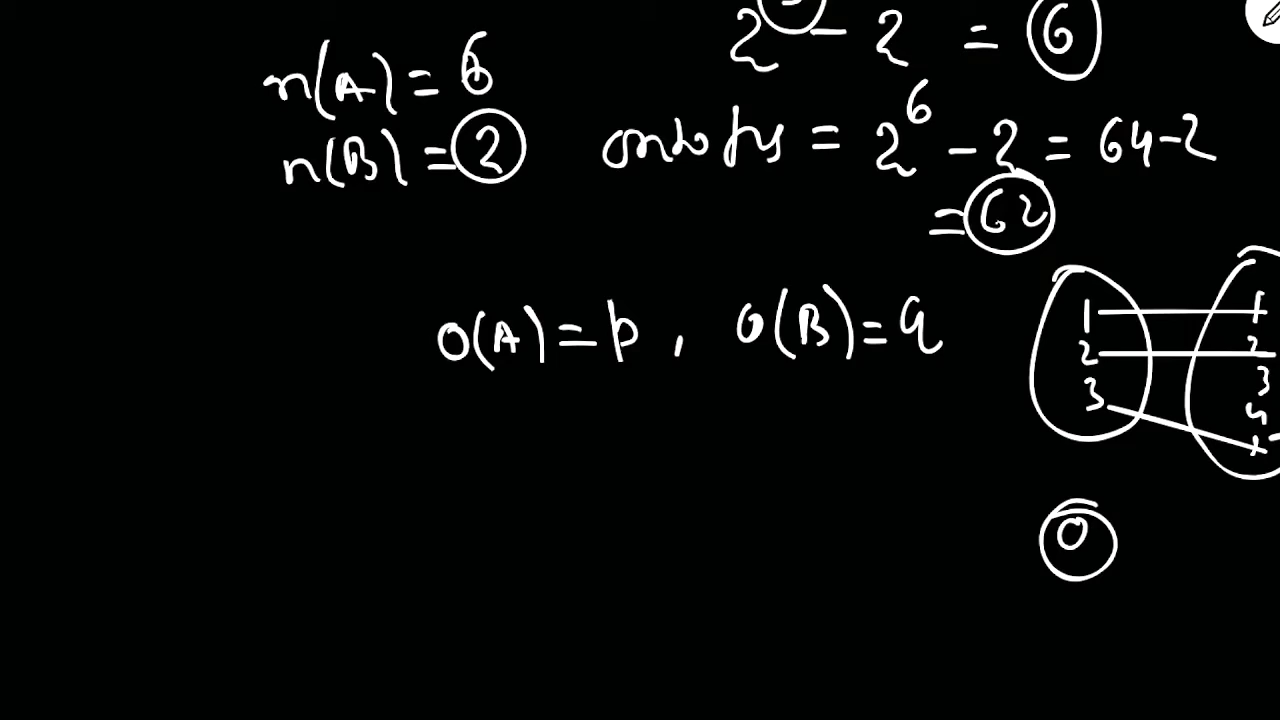 2 - 2 = 6
n(A) = 6
n(B) = 2
onto fns = 2^6 - 2 = 64 - 2
= 62
O(A) = p , O(B) = q
1 1
2 2
3 3
4
0